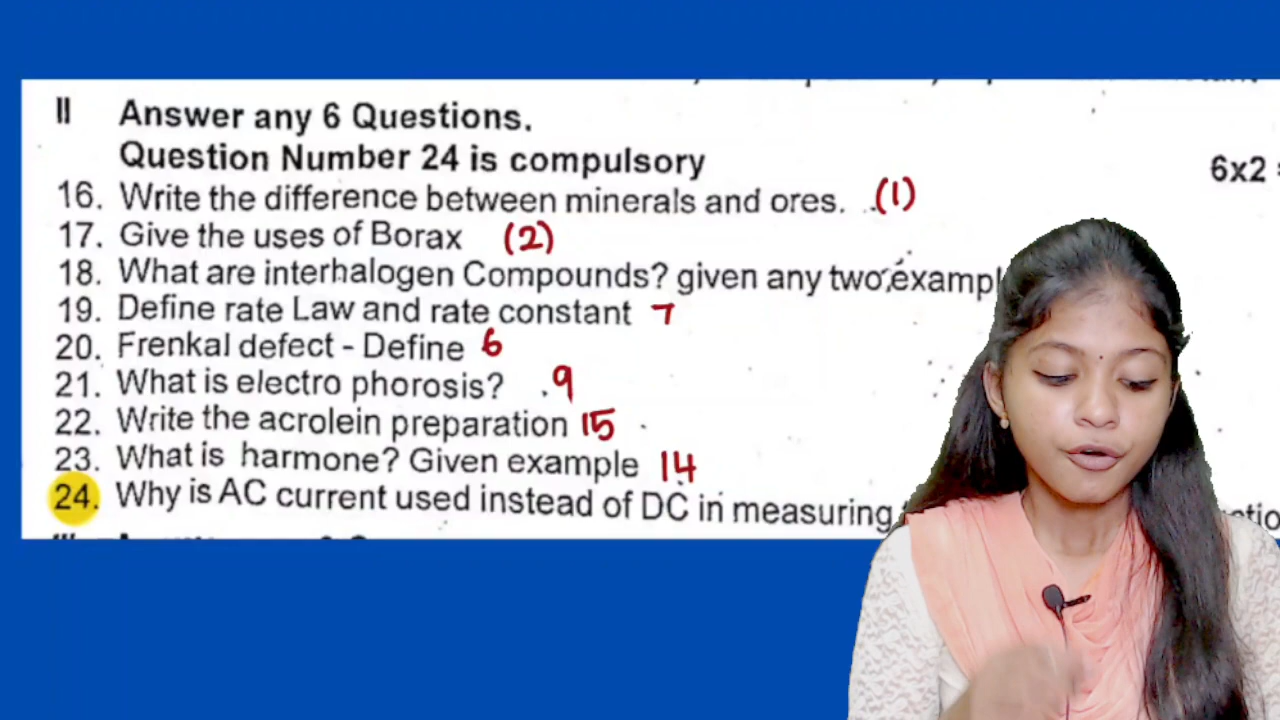 II Answer any 6 Questions.
Question Number 24 is compulsory
6x2 =
16. Write the difference between minerals and ores. (1)
17. Give the uses of Borax (2)
18. What are interhalogen Compounds? given any two
19. Define rate Law and rate constant 7
20. Frenkal defect - Define 6
21. What is electro phorosis? 9
22. Write the acrolein preparation 15
23. What is harmone? Given example 14
24. Why is AC current used instead of DC in measuring